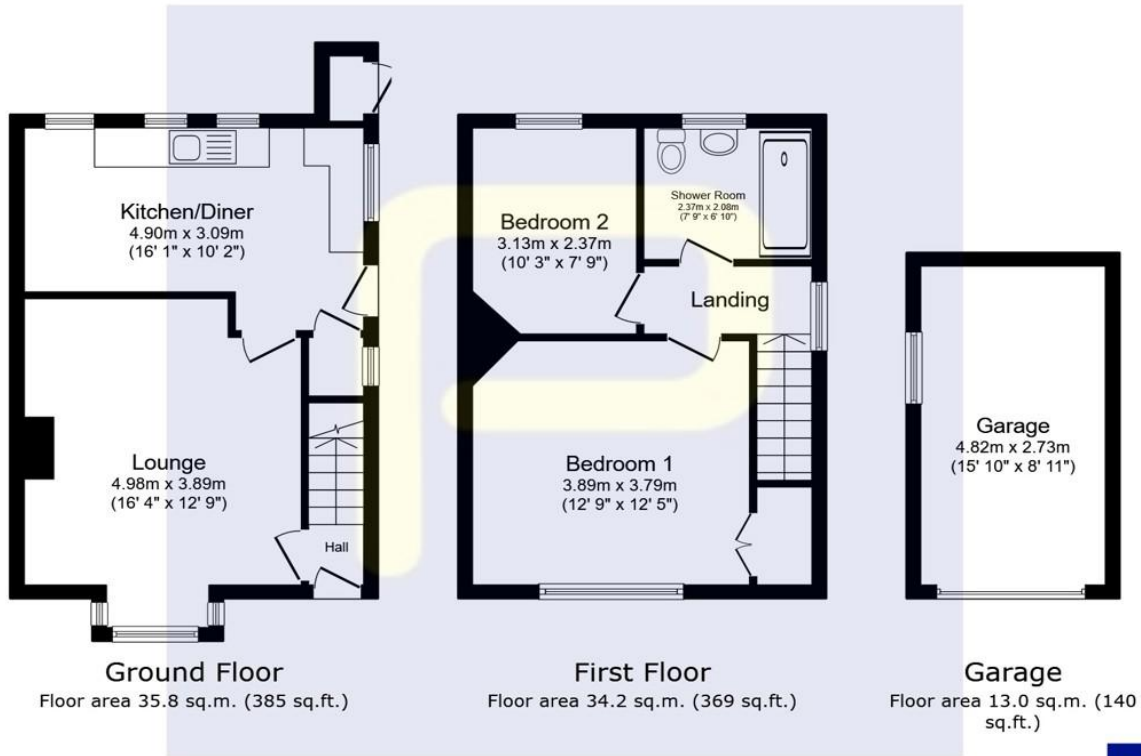 Kitchen/Diner
4.90m x 3.09m
(16' 1" x 10' 2")
Lounge
4.98m x 3.89m
(16' 4" x 12' 9")
Hall
Ground Floor
Floor area 35.8 sq.m. (385 sq.ft.)
Bedroom 2
3.13m x 2.37m
(10' 3" x 7' 9")
Shower Room
2.37m x 2.08m
(7' 9" x 6' 10")
Landing
Bedroom 1
3.89m x 3.79m
(12' 9" x 12' 5")
First Floor
Floor area 34.2 sq.m. (369 sq.ft.)
Garage
4.82m x 2.73m
(15' 10" x 8' 11")
Garage
Floor area 13.0 sq.m. (140
sq.ft.)